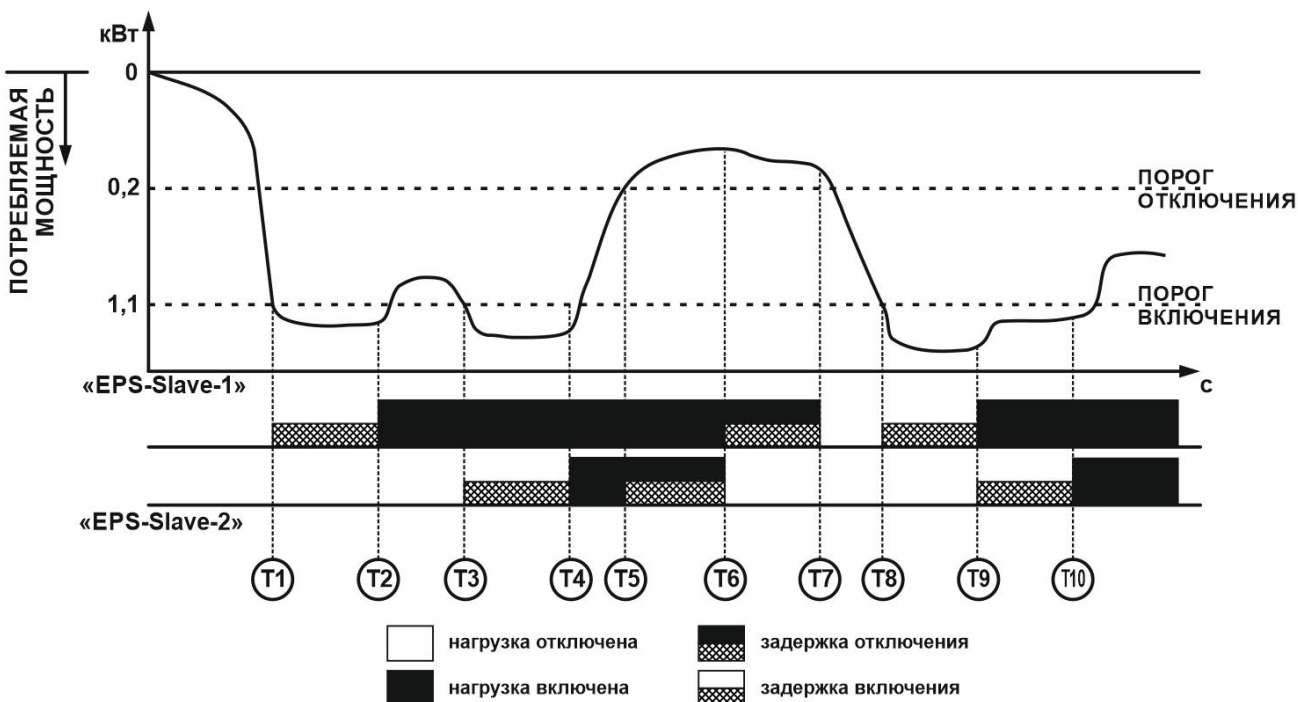 кВт
0
ПОТРЕБЛЯЕМАЯ
МОЩНОСТЬ
0,2
ПОРОГ
ОТКЛЮЧЕНИЯ
1,1
ПОРОГ
ВКЛЮЧЕНИЯ
«EPS-Slave-1»
с
«EPS-Slave-2»
T1 T2 T3 T4 T5 T6 T7 T8 T9 T10
нагрузка отключена
задержка отключения
нагрузка включена
задержка включения